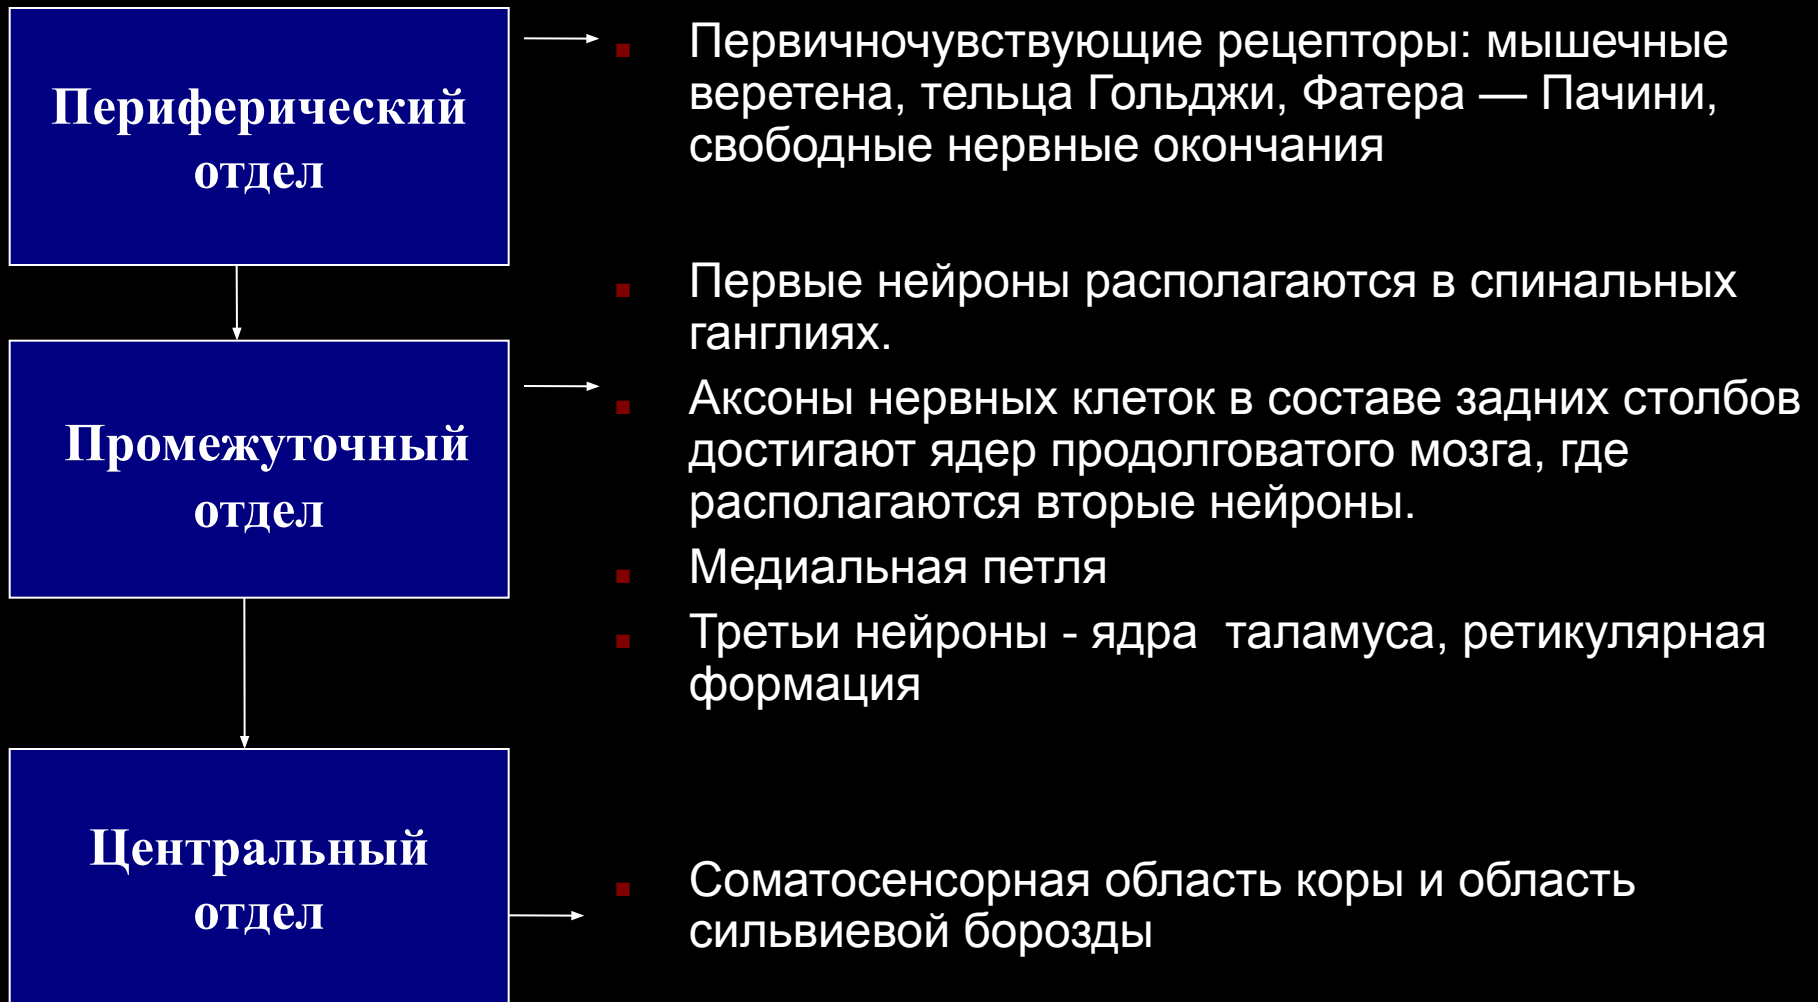 Периферический
отдел
Первичночувствующие рецепторы: мышечные
веретена, тельца Гольджи, Фатера — Пачини,
свободные нервные окончания
Промежуточный
отдел
Первые нейроны располагаются в спинальных
ганглиях.
Аксоны нервных клеток в составе задних столбов
достигают ядер продолговатого мозга, где
располагаются вторые нейроны.
Медиальная петля
Третьи нейроны - ядра  таламуса, ретикулярная
формация
Центральный
отдел
Соматосенсорная область коры и область
сильвиевой борозды